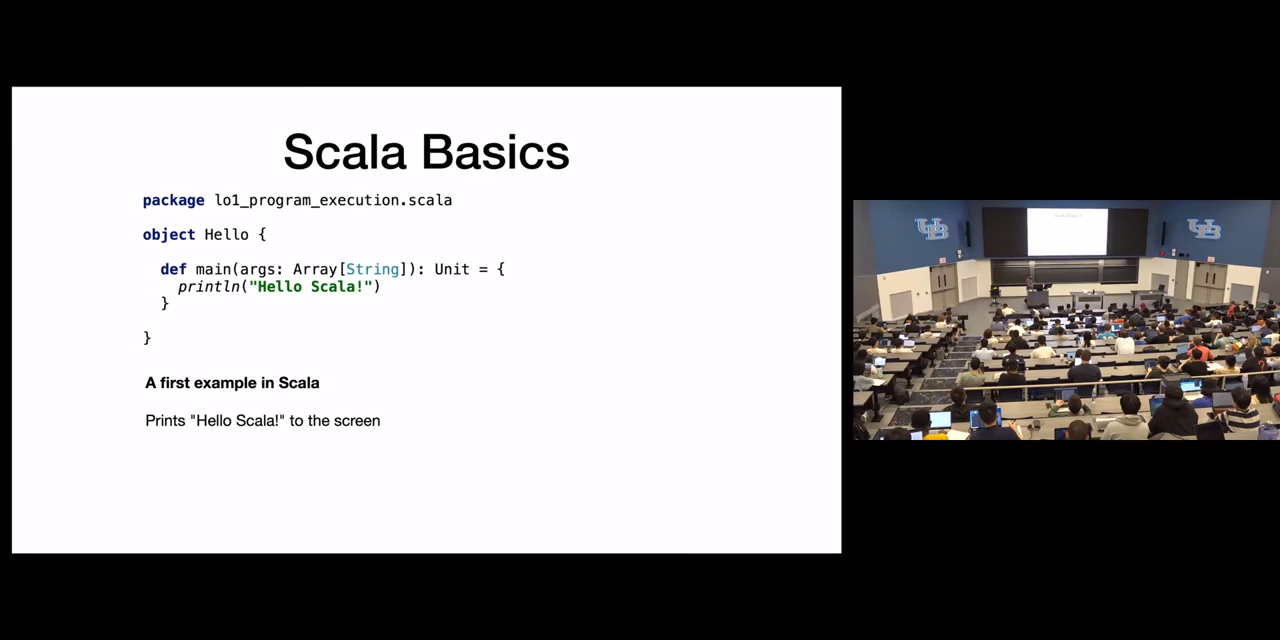 Scala Basics
package lo1_program_execution.scala
object Hello {
def main(args: Array[String]): Unit = {
println("Hello Scala!")
}
}
A first example in Scala
Prints "Hello Scala!" to the screen
UB
UB